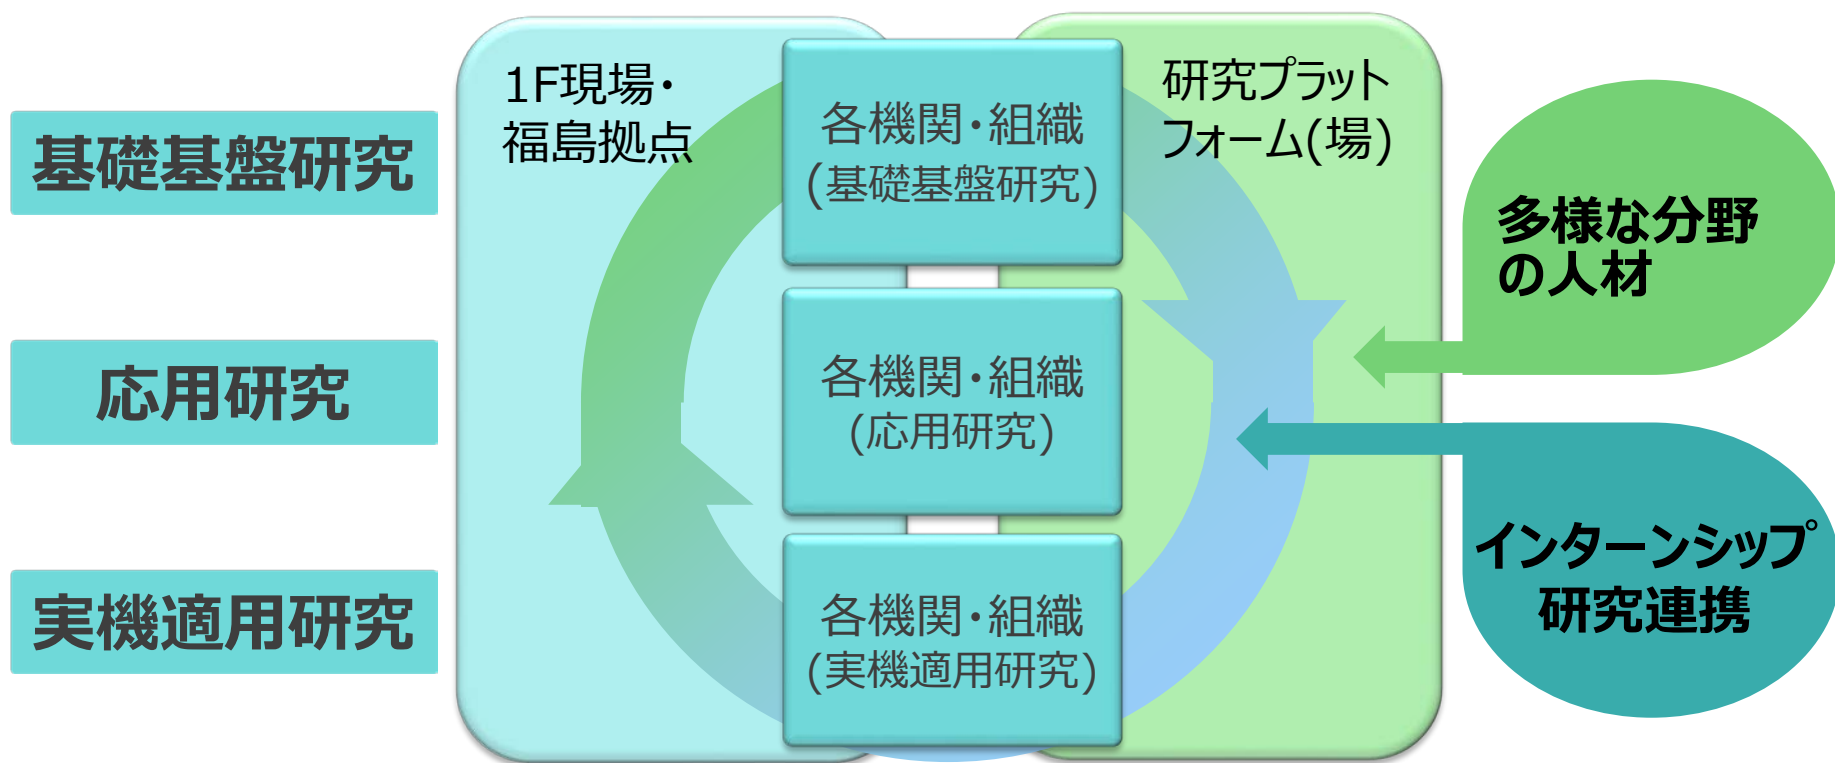 基礎基盤研究
応用研究
実機適用研究
1F現場・
福島拠点
各機関・組織
(基礎基盤研究)
各機関・組織
(応用研究)
各機関・組織
(実機適用研究)
研究プラット
フォーム(場)
多様な分野
の人材
インターンシップ
研究連携